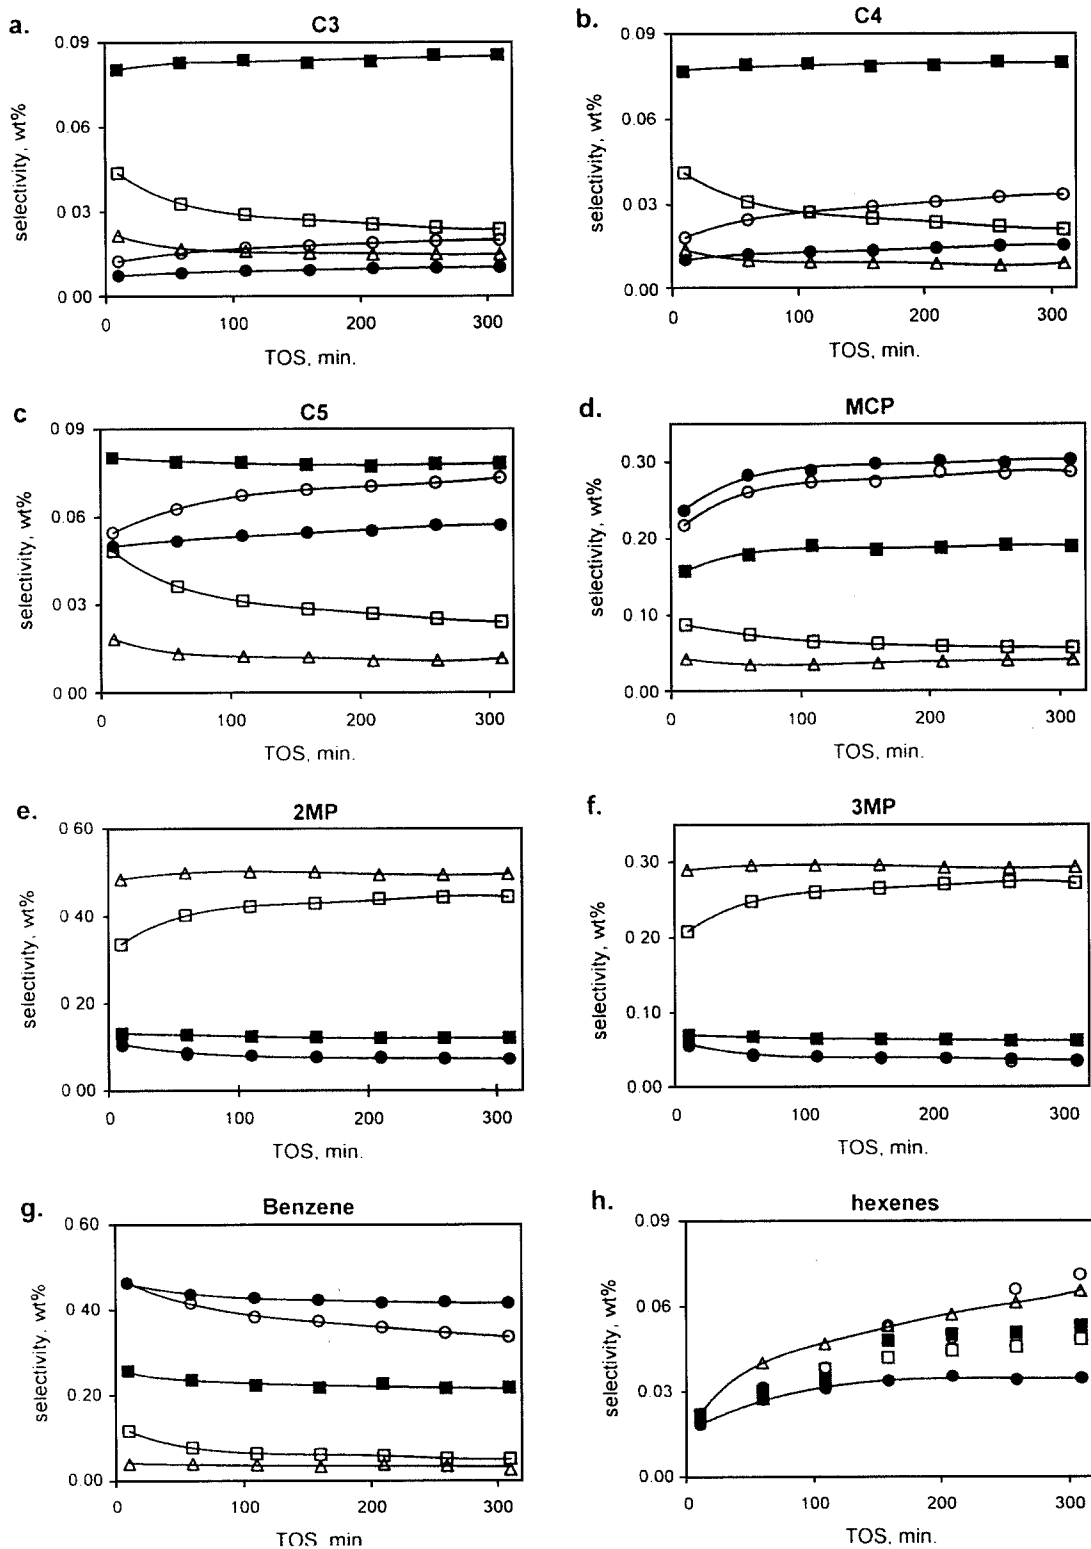 a.
C3
selectivity, wt%
0.09
0.06
0 03
0 00
0
100
200
300
TOS, min.
b.
C4
selectivity, wt%
0.09
0.06
0.03
0.00
0
100
200
300
TOS, min.
c
C5
selectivity, wt%
0 09
0.06
0 03
0.00
0
100
200
300
TOS, min.
d.
MCP
selectivity, wt%
0.30
0.20
0.10
0.00
0
100
200
300
TOS, min.
e.
2MP
selectivity, wt%
0 60
0 40
0 20
0.00
0
100
200
300
TOS, min.
f.
3MP
selectivity, wt%
0.30
0 20
0.10
0.00
0
100
200
300
TOS, min.
g.
Benzene
selectivity. wt%
0 60
0 40
0.20
0.00
0
100
200
300
TOS, min
h.
hexenes
selectivity, wt%
0.09
0.06
0.03
0.00
0
100
200
300
TOS, min.